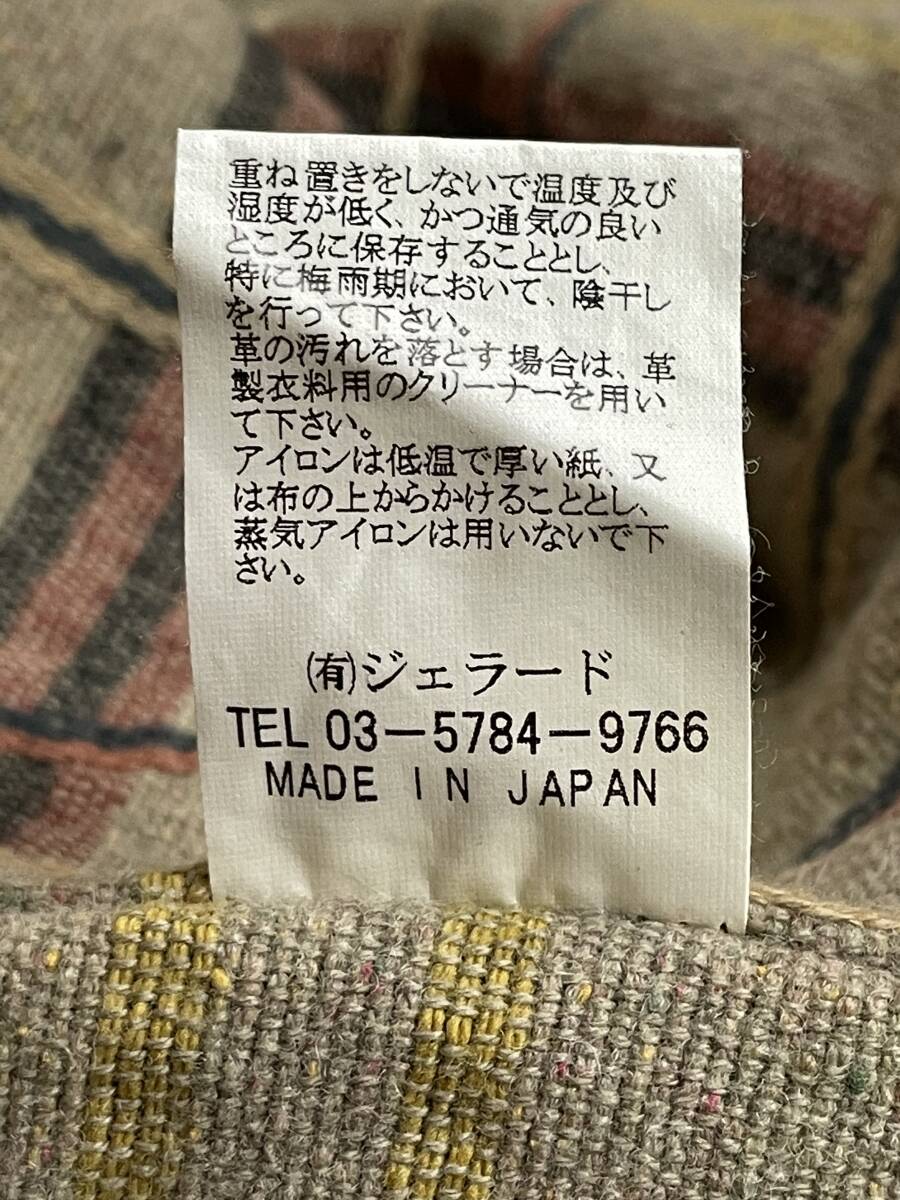 重ね置きをしないで温度及び
湿度が低く、かつ通気の良い
ところに保存することとし、
特に梅雨期において、陰干し
を行って下さい。
革の汚れを落とす場合は、革
製衣料用のクリーナーを用い
て下さい。
アイロンは低温で厚い紙、又
は布の上からかけることとし、
蒸気アイロンは用いないで下
さい。
(有)ジェラード
TEL 03-5784-9766
MADE IN JAPAN